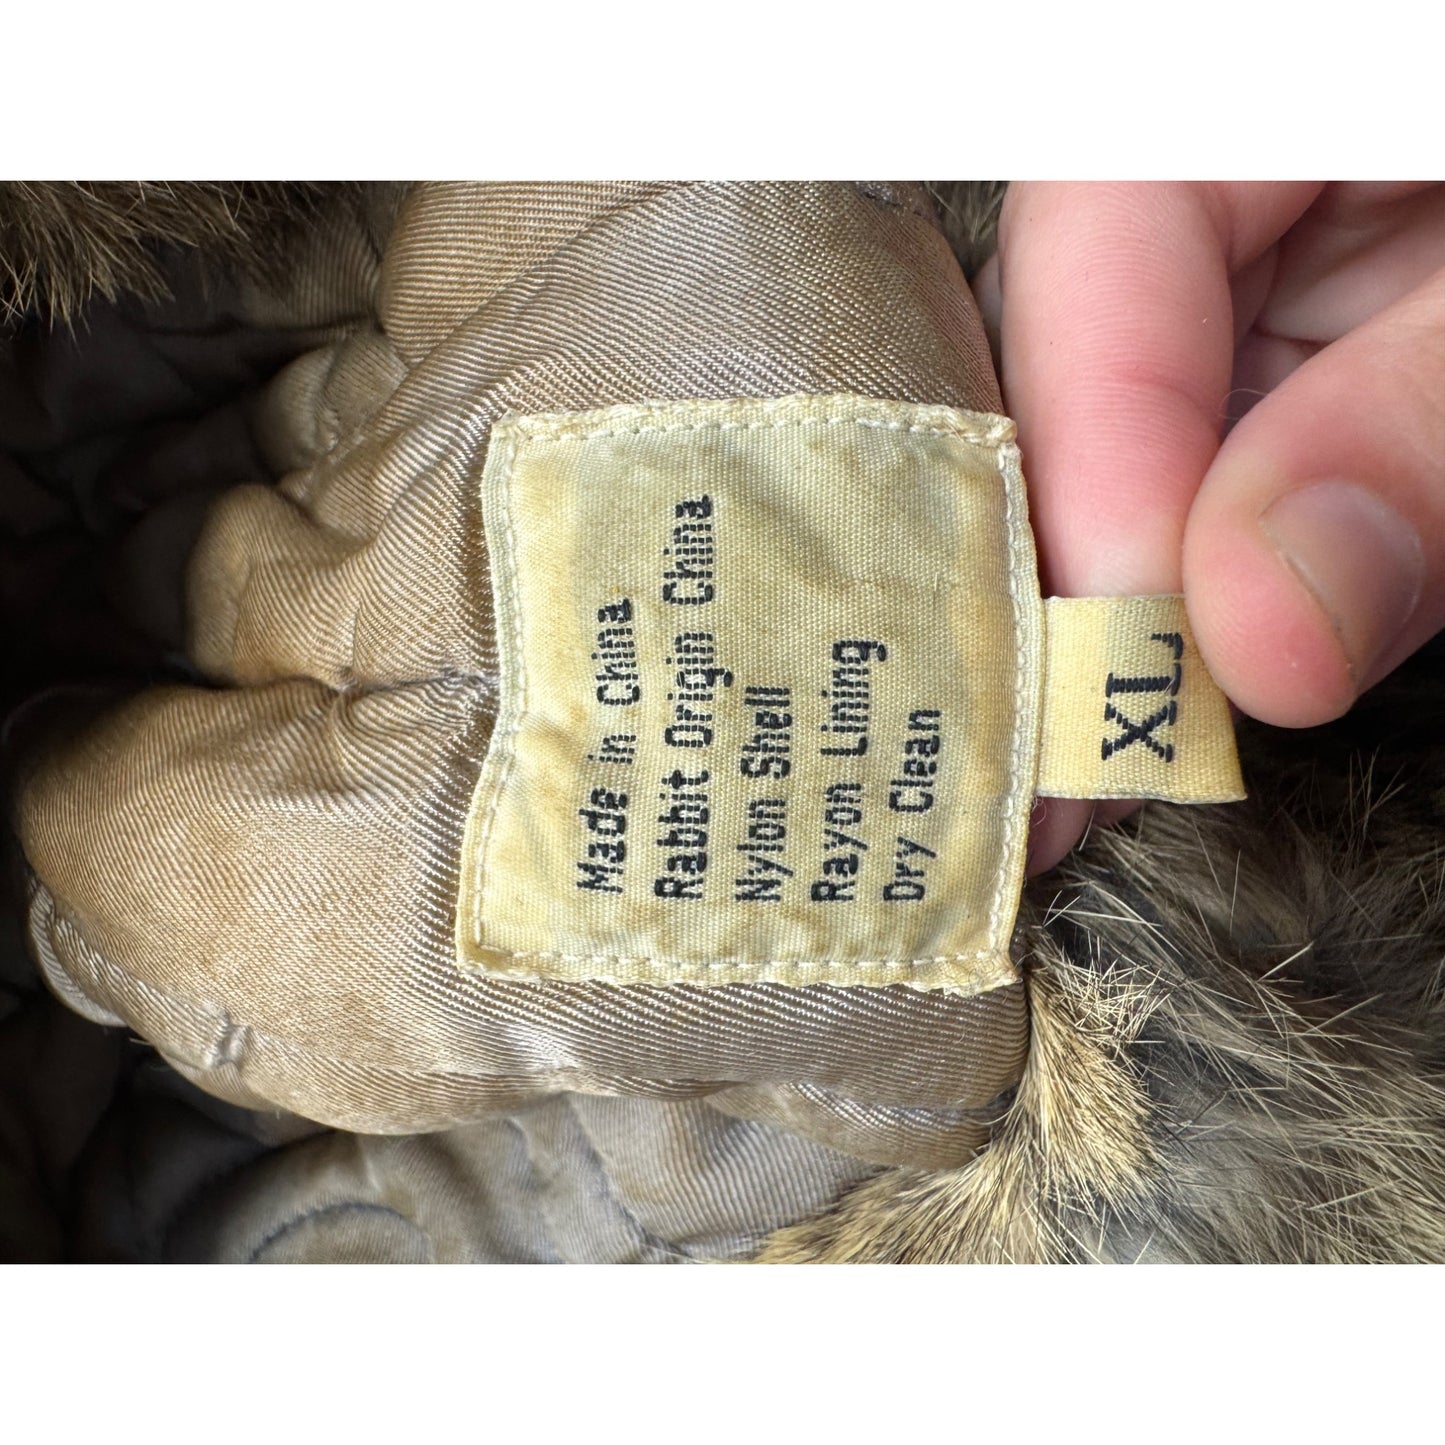 Made in China
Rabbit Origin China
Nylon Shell
Rayon Lining
Dry Clean
XL